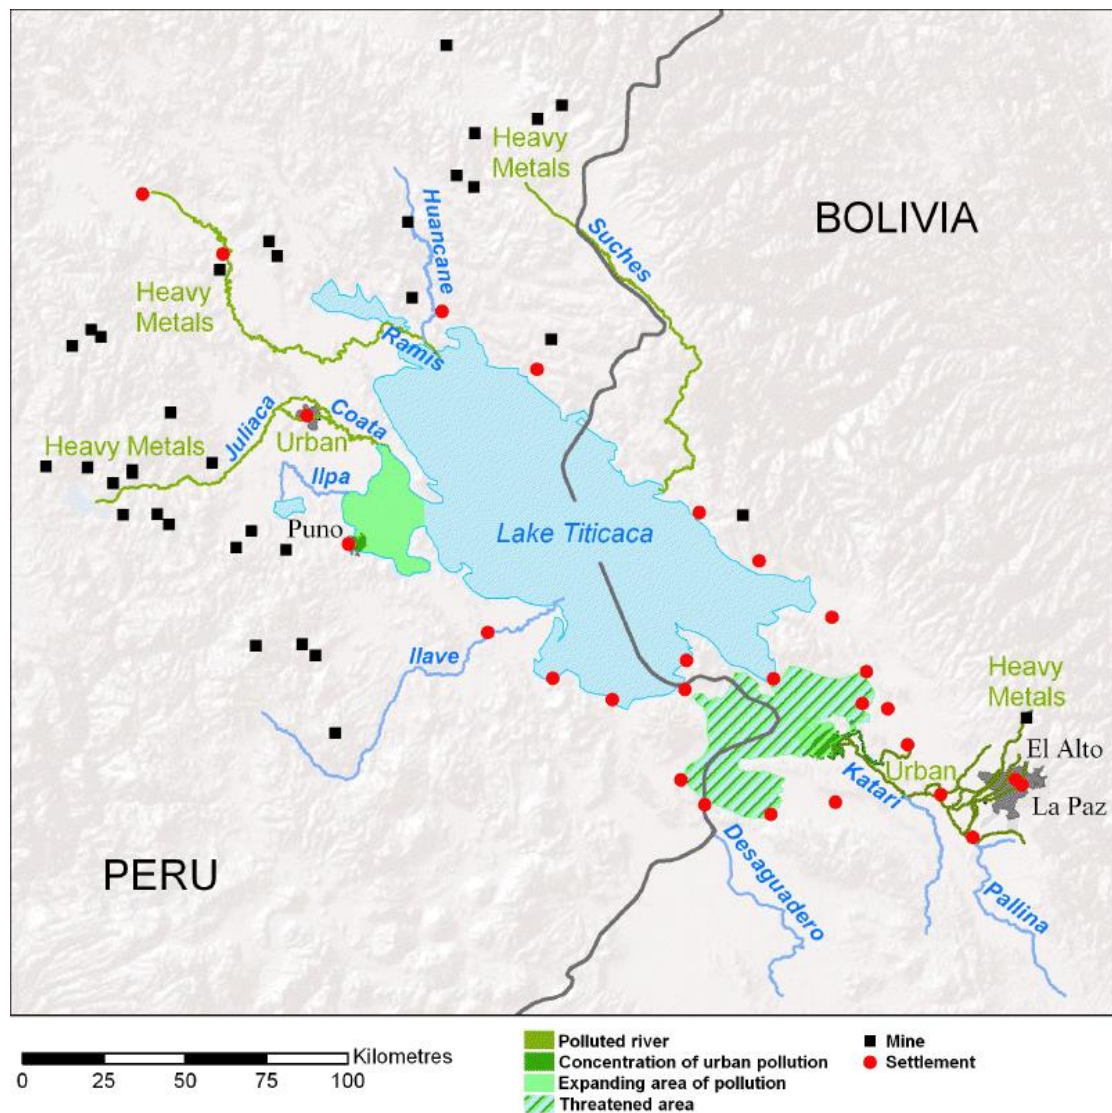 Heavy
Metals
BOLIVIA
Huancane
Suches
Heavy
Metals
Ramis
Juliaca
Coata
Heavy Metals
Urban
Ilpa
Puno
Lake Titicaca
Ilave
Heavy
Metals
El Alto
Urban
Katari
La Paz
PERU
Desaguadero
Pallina
Polluted river
Concentration of urban pollution
Expanding area of pollution
Threatened area
Mine
Settlement
Kilometres
0 25 50 75 100